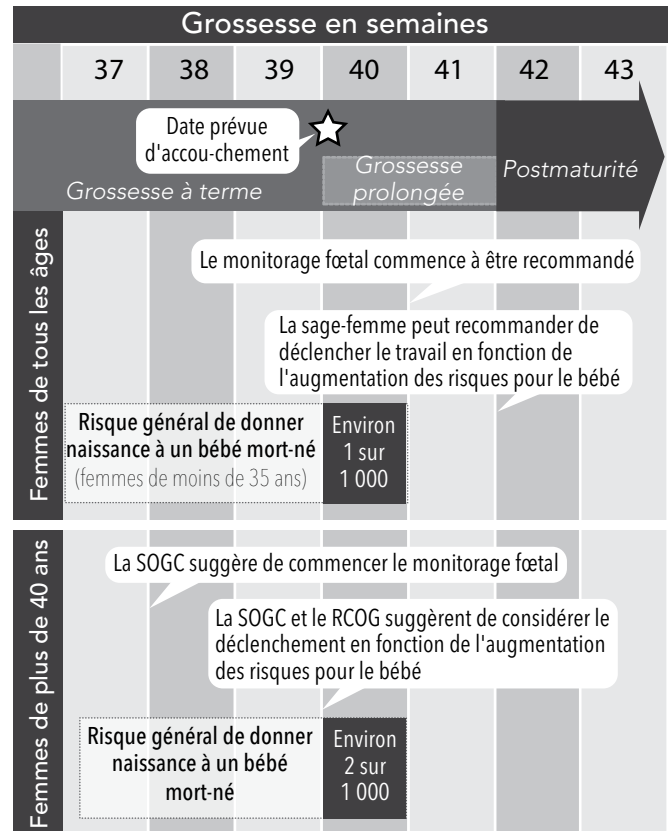 Grossesse en semaines
37 38 39 40 41 42 43
Date prévue
d'accou-chement
Grossesse à terme
Grossesse
prolongée
Postmaturité
Femmes de tous les âges
Le monitorage fœtal commence à être recommandé
La sage-femme peut recommander de
déclencher le travail en fonction de
l'augmentation des risques pour le bébé
Risque général de donner
naissance à un bébé mort-né
(femmes de moins de 35 ans)
Environ
1 sur
1 000
Femmes de plus de 40 ans
La SOGC suggère de commencer le monitorage fœtal
La SOGC et le RCOG suggèrent de considérer le
déclenchement en fonction de l'augmentation
des risques pour le bébé
Risque général de donner
naissance à un bébé
mort-né
Environ
2 sur
1 000